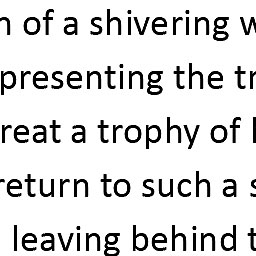 of a shivering
presenting the
a trophy of
return to such a
leaving behind